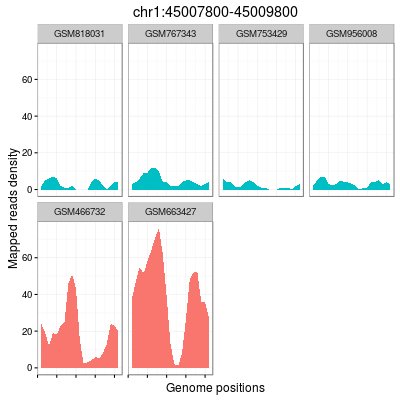 chr1:45007800-45009800
GSM818031 GSM767343 GSM753429 GSM956008
60
40
20
0
Mapped reads density
GSM466732 GSM663427
60
40
20
0
Genome positions